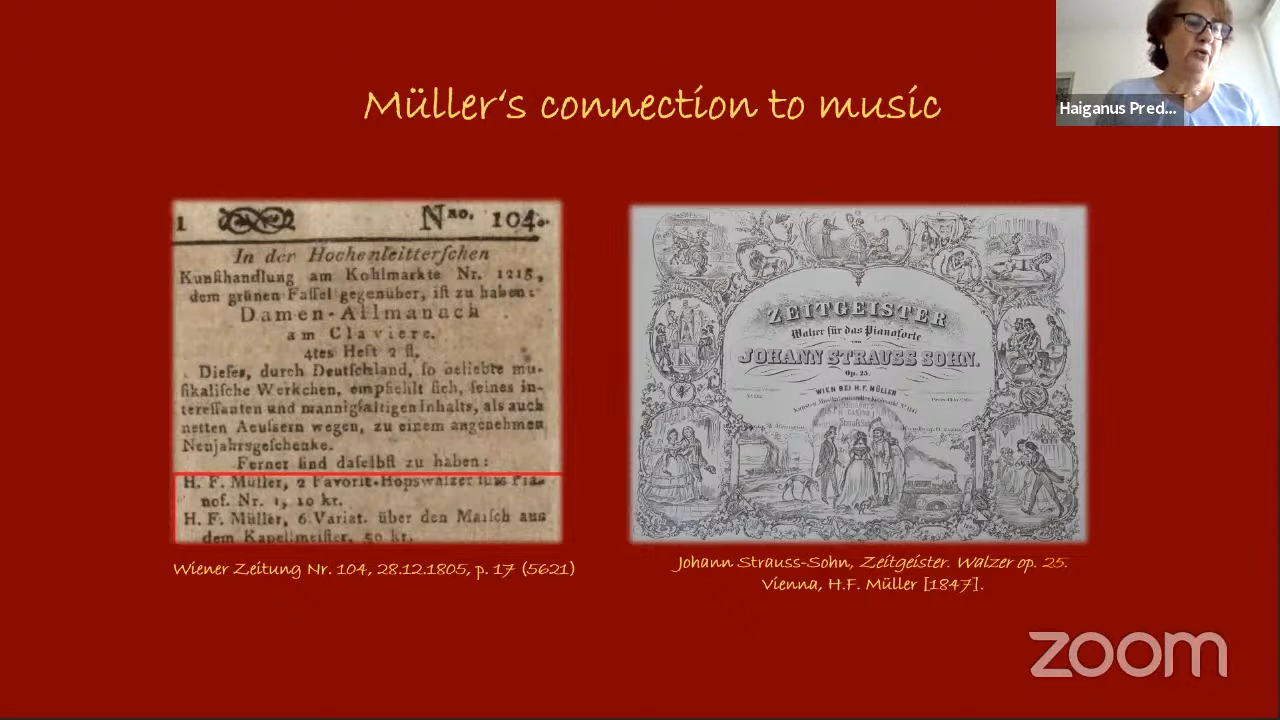 Müller‘s connection to music
Haiganus Pred...
1 Nro. 104.
In der Hochenleitterſchen
Kunſthandlung am Kohlmarkte Nr. 1218,
dem grünen Faſſel gegenüber, iſt zu haben:
Damen-Allmanach
am Claviere.
4tes Heft 2 fl.
Dieſes, durch Deutſchland, ſo beliebte mu-
ſikaliſche Werkchen, empfiehlt ſich, ſeines in-
tereſſanten und mannigfaltigen Inhalts, als auch
netten Aeuſsern wegen, zu einem angenehmen
Neujahrsgeſchenke.
Ferner ſind daſelbſt zu haben:
H. F. Müller, 2 Favorit-Hopswalzer fürs Pia-
nof. Nr. 1, 10 kr.
H. F. Müller, 6 Variat. über den Marſch aus
dem Kapellmeiſter, 50 kr.
ZEITGEISTER
Walzer für das Pianoforte
von
JOHANN STRAUSS SOHN.
Op. 25.
WIEN BEI H. F. MÜLLER
Wiener Zeitung Nr. 104, 28.12.1805, p. 17 (5621)
Johann Strauss-Sohn, Zeitgeister. Walzer op. 25.
Vienna, H.F. Müller [1847].
zoom